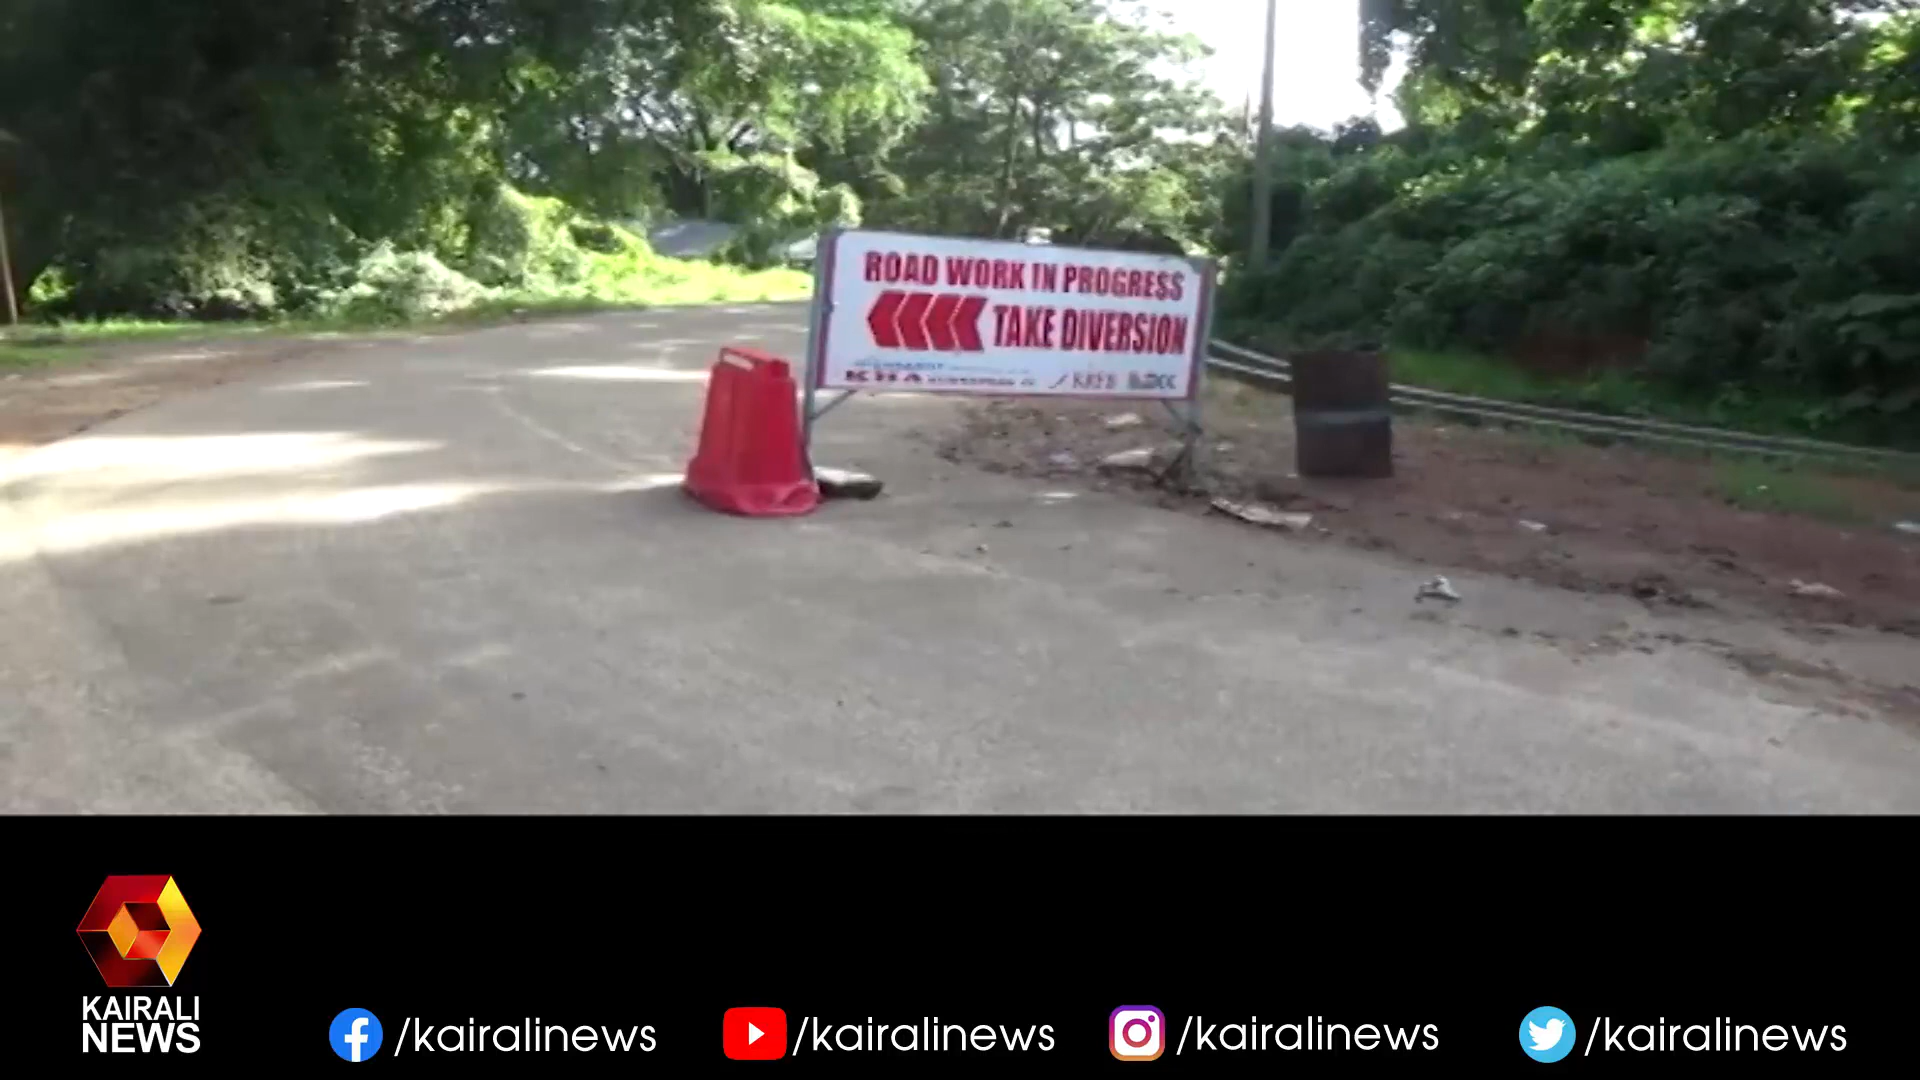 ROAD WORK IN PROGRESS
TAKE DIVERSION
KAIRALI
NEWS
/kairalinews
/kairalinews
/kairalinews
/kairalinews